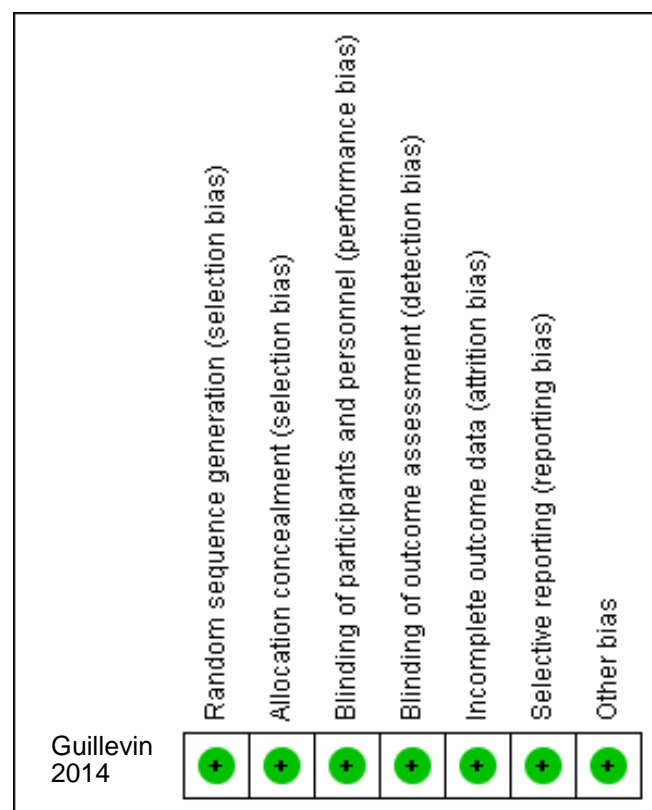 Random sequence generation (selection bias)
Allocation concealment (selection bias)
Blinding of participants and personnel (performance bias)
Blinding of outcome assessment (detection bias)
Incomplete outcome data (attrition bias)
Selective reporting (reporting bias)
Other bias
Guillevin
2014
+ + + + + + +